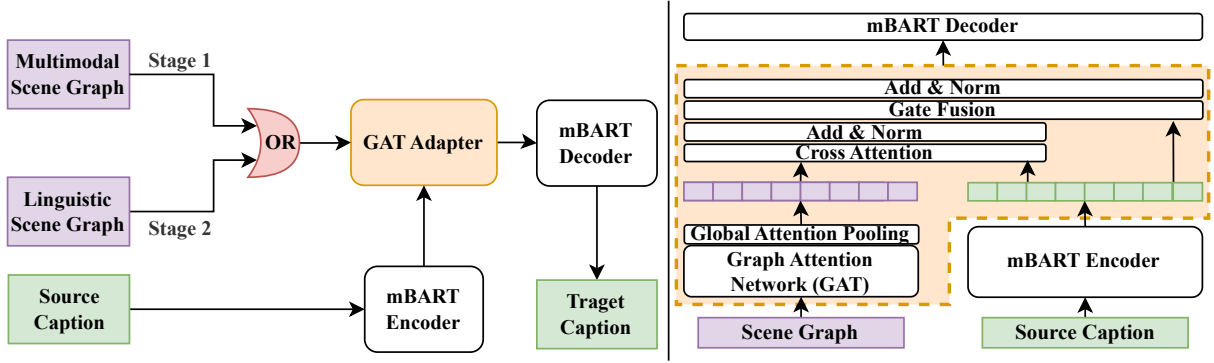 Multimodal
Scene Graph
Stage 1
OR
GAT Adapter
mBART
Decoder
Linguistic
Scene Graph
Stage 2
Source
Caption
mBART
Encoder
Traget
Caption
mBART Decoder
Add & Norm
Gate Fusion
Add & Norm
Cross Attention
Global Attention Pooling
Graph Attention
Network (GAT)
mBART Encoder
Scene Graph
Source Caption